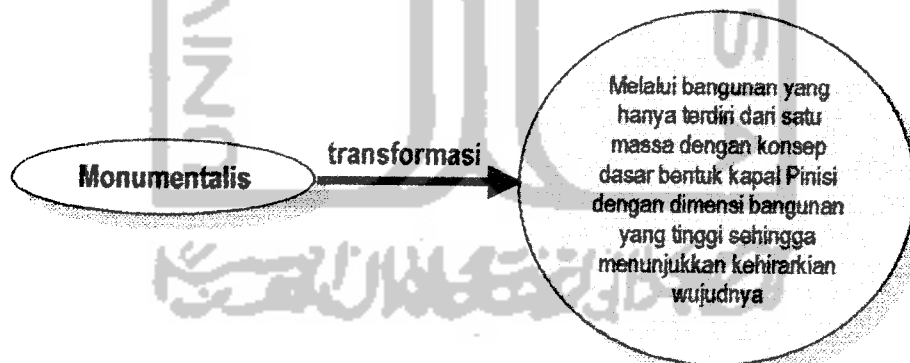 Monumentalis
transformasi
Melalui bangunan yang
hanya terdiri dari satu
massa dengan konsep
dasar bentuk kapal Pinisi
dengan dimensi bangunan
yang tinggi sehingga
menunjukkan kehirarkian
wujudnya